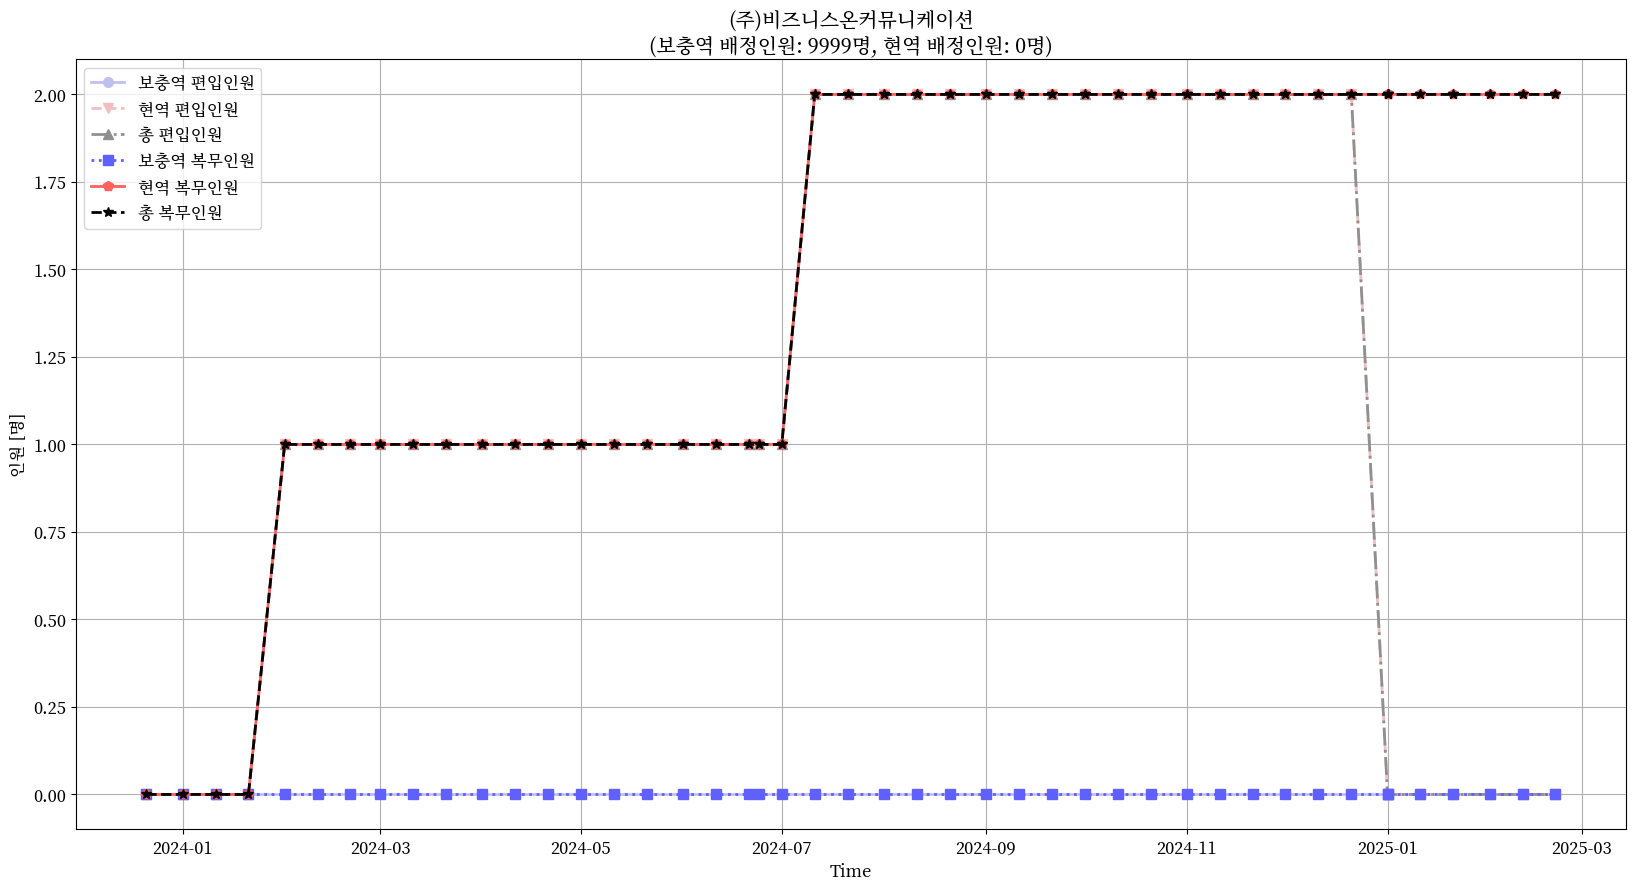 (주)비즈니스온커뮤니케이션
(보충역 배정인원: 9999명, 현역 배정인원: 0명)
보충역 편입인원
현역 편입인원
총 편입인원
보충역 복무인원
현역 복무인원
총 복무인원
2.00
1.75
1.50
1.25
1.00
0.75
0.50
0.25
0.00
인원 [명]
2024-01
2024-03
2024-05
2024-07
2024-09
2024-11
2025-01
2025-03
Time